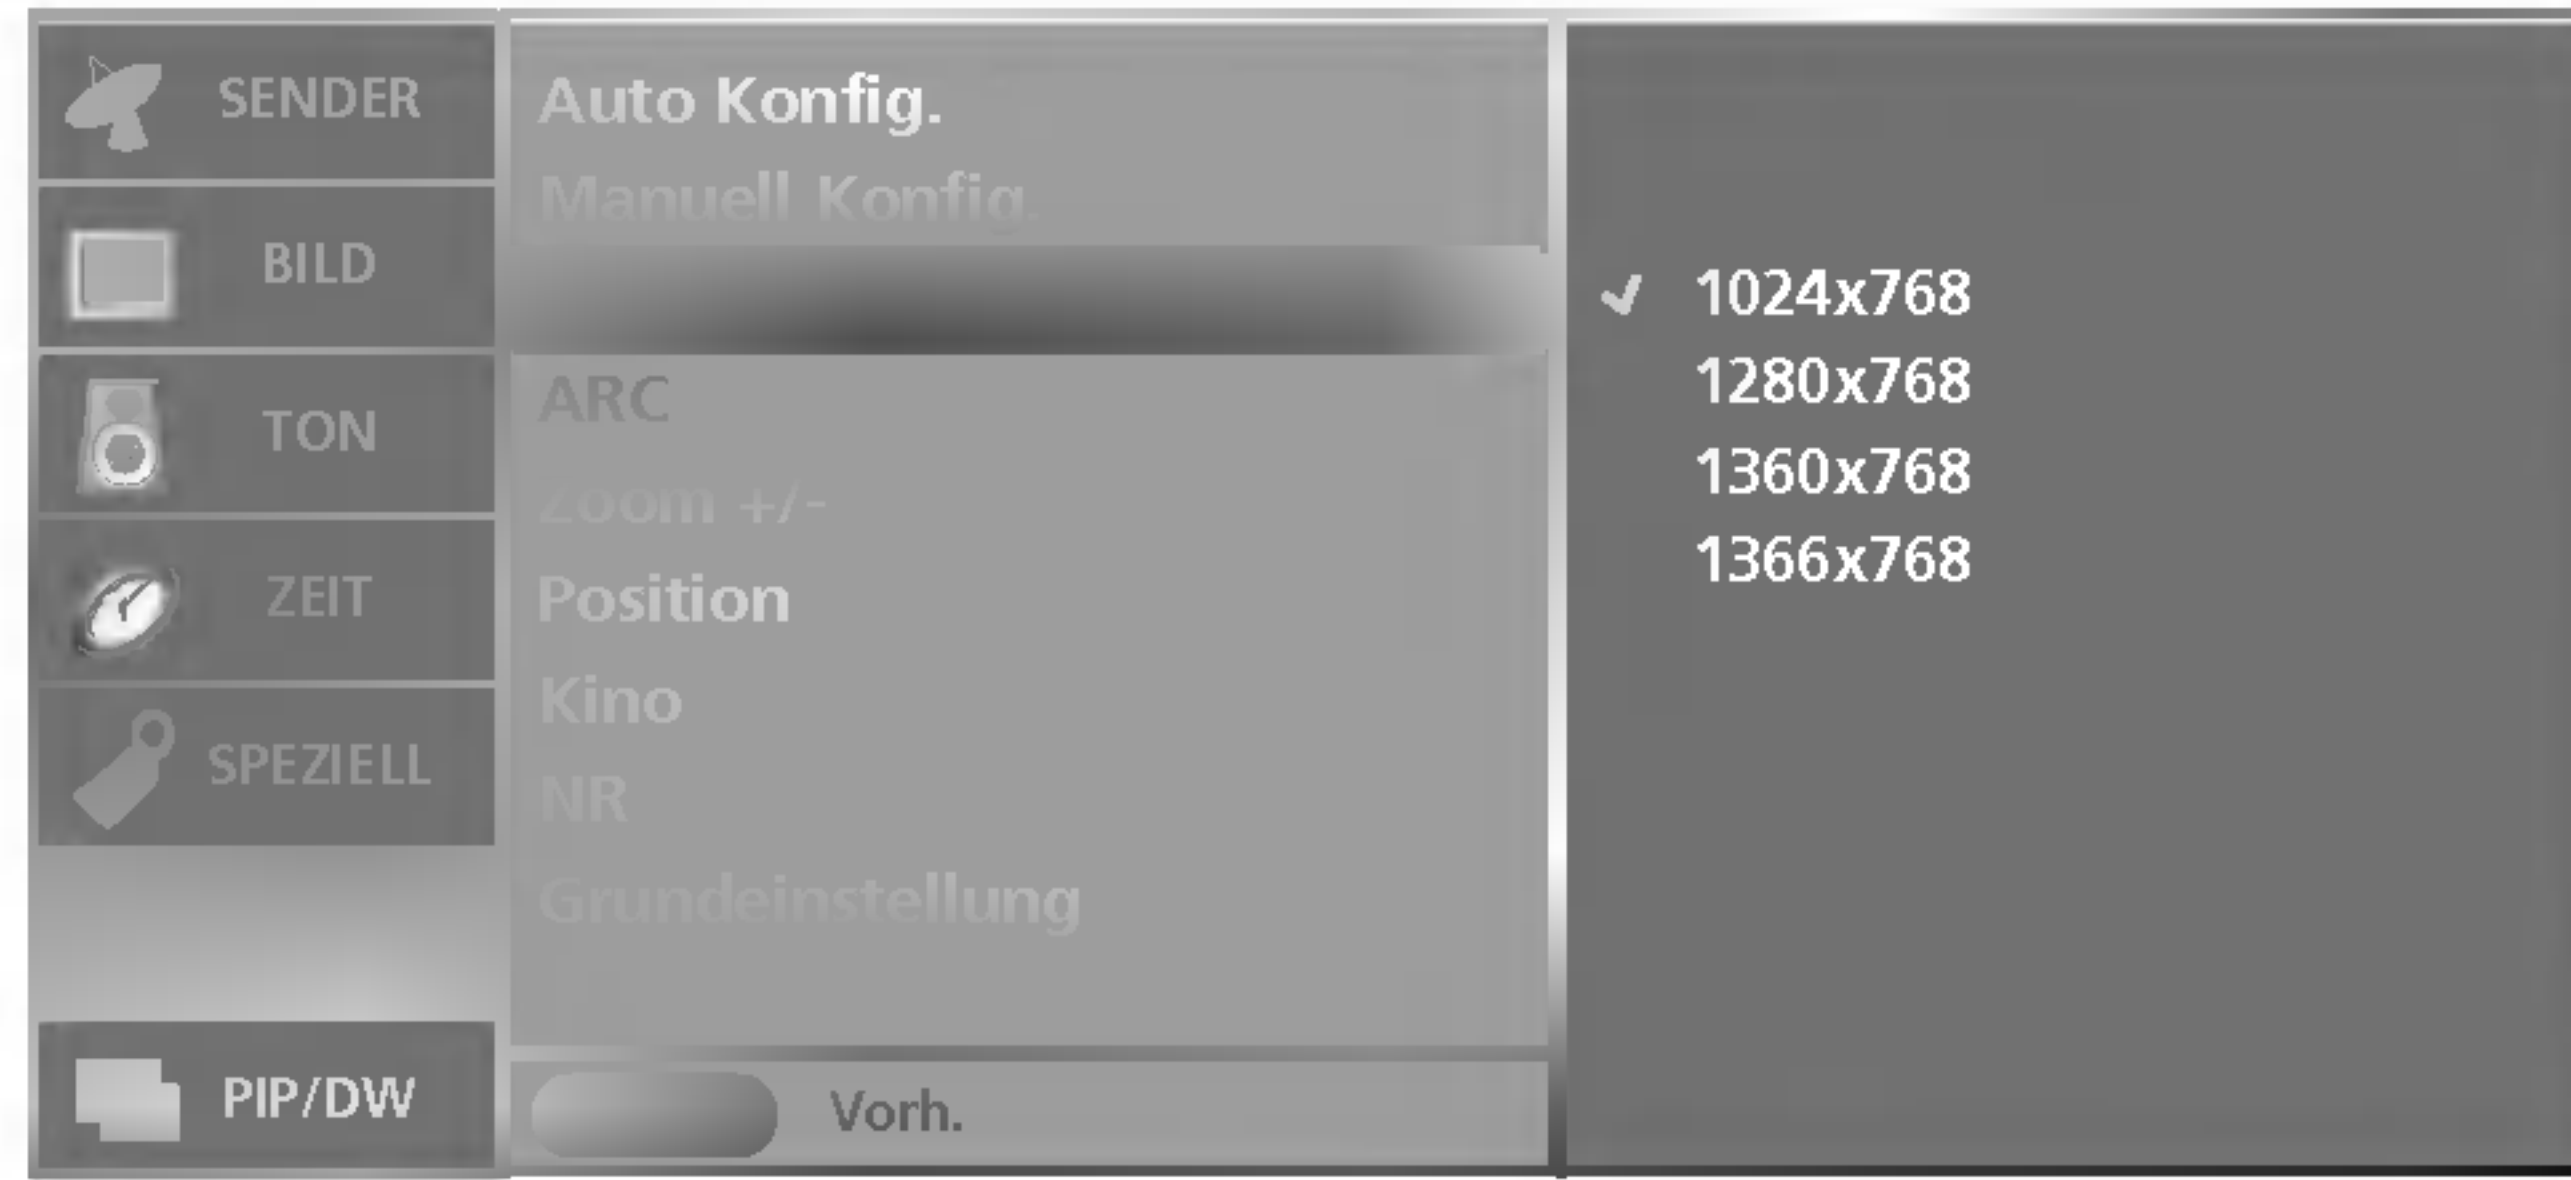 SENDER
BILD
TON
ZEIT
SPEZIELL
PIP/DW
Auto Konfig.
Manuell Konfig.
ARC
Zoom +/-
Position
Kino
NR
Grundeinstellung
Vorh.
1024x768
1280x768
1360x768
1366x768